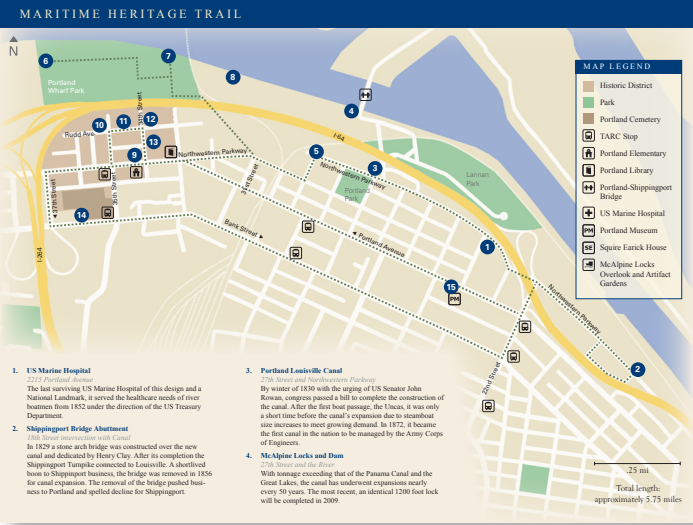 MARITIME HERITAGE TRAIL
N
6
7
8
Portland
Wharf Park
4
I-64
MAP LEGEND
Historic District
Park
Portland Cemetery
TARC Stop
Portland Elementary
Portland Library
Portland-Shippingport
Bridge
US Marine Hospital
PM Portland Museum
SE Squire Earick House
McAlpine Locks
Overlook and Artifact
Gardens
10
11
12
Rudd Ave
13
9
Northwestern Parkway
5
3
Northwestern Parkway
Portland
Park
Lannan
Park
31st Street
37th Street
36th Street
14
Bank Street
Portland Avenue
1
I-264
15
PM
Northwestern Parkway
22nd Street
2
1. US Marine Hospital
2215 Portland Avenue
The last surviving US Marine Hospital of this design and a
National Landmark, it served the healthcare needs of river
boatmen from 1852 under the direction of the US Treasury
Department.
2. Shippingport Bridge Abuttment
18th Street intersection with Canal
In 1829 a stone arch bridge was constructed over the new
canal and dedicated by Henry Clay. After its completion the
Shippingport Turnpike connected to Louisville. A shortlived
boon to Shippinport business, the bridge was removed in 1856
for canal expansion. The removal of the bridge pushed busi-
ness to Portland and spelled decline for Shippingport.
3. Portland Louisville Canal
27th Street and Northwestern Parkway
By winter of 1830 with the urging of US Senator John
Rowan, congress passed a bill to complete the construction of
the canal. After the first boat passage, the Uncas, it was only
a short time before the canal's expansion due to steamboat
size increases to meet growing demand. In 1872, it became
the first canal in the nation to be managed by the Army Corps
of Engineers.
4. McAlpine Locks and Dam
27th Street and the River
With tonnage exceeding that of the Panama Canal and the
Great Lakes, the canal has underwent expansions nearly
every 50 years. The most recent, an identical 1200 foot lock
will be completed in 2009.
.25 mi
Total length:
approximately 5.75 miles